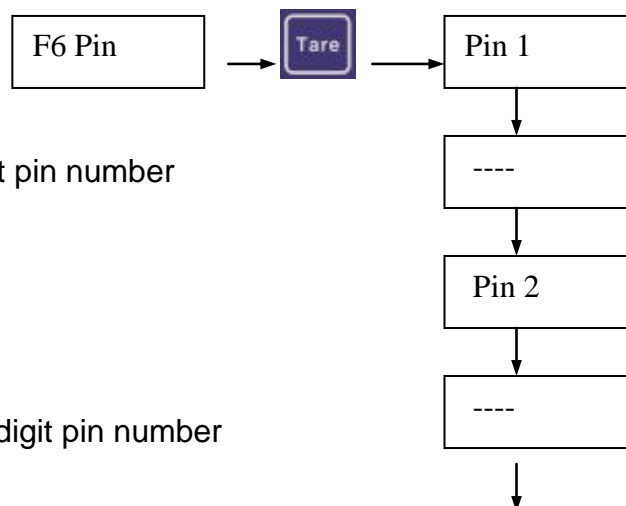 F6 Pin
Tare
Pin 1
pin number
----
Pin 2
----
digit pin number